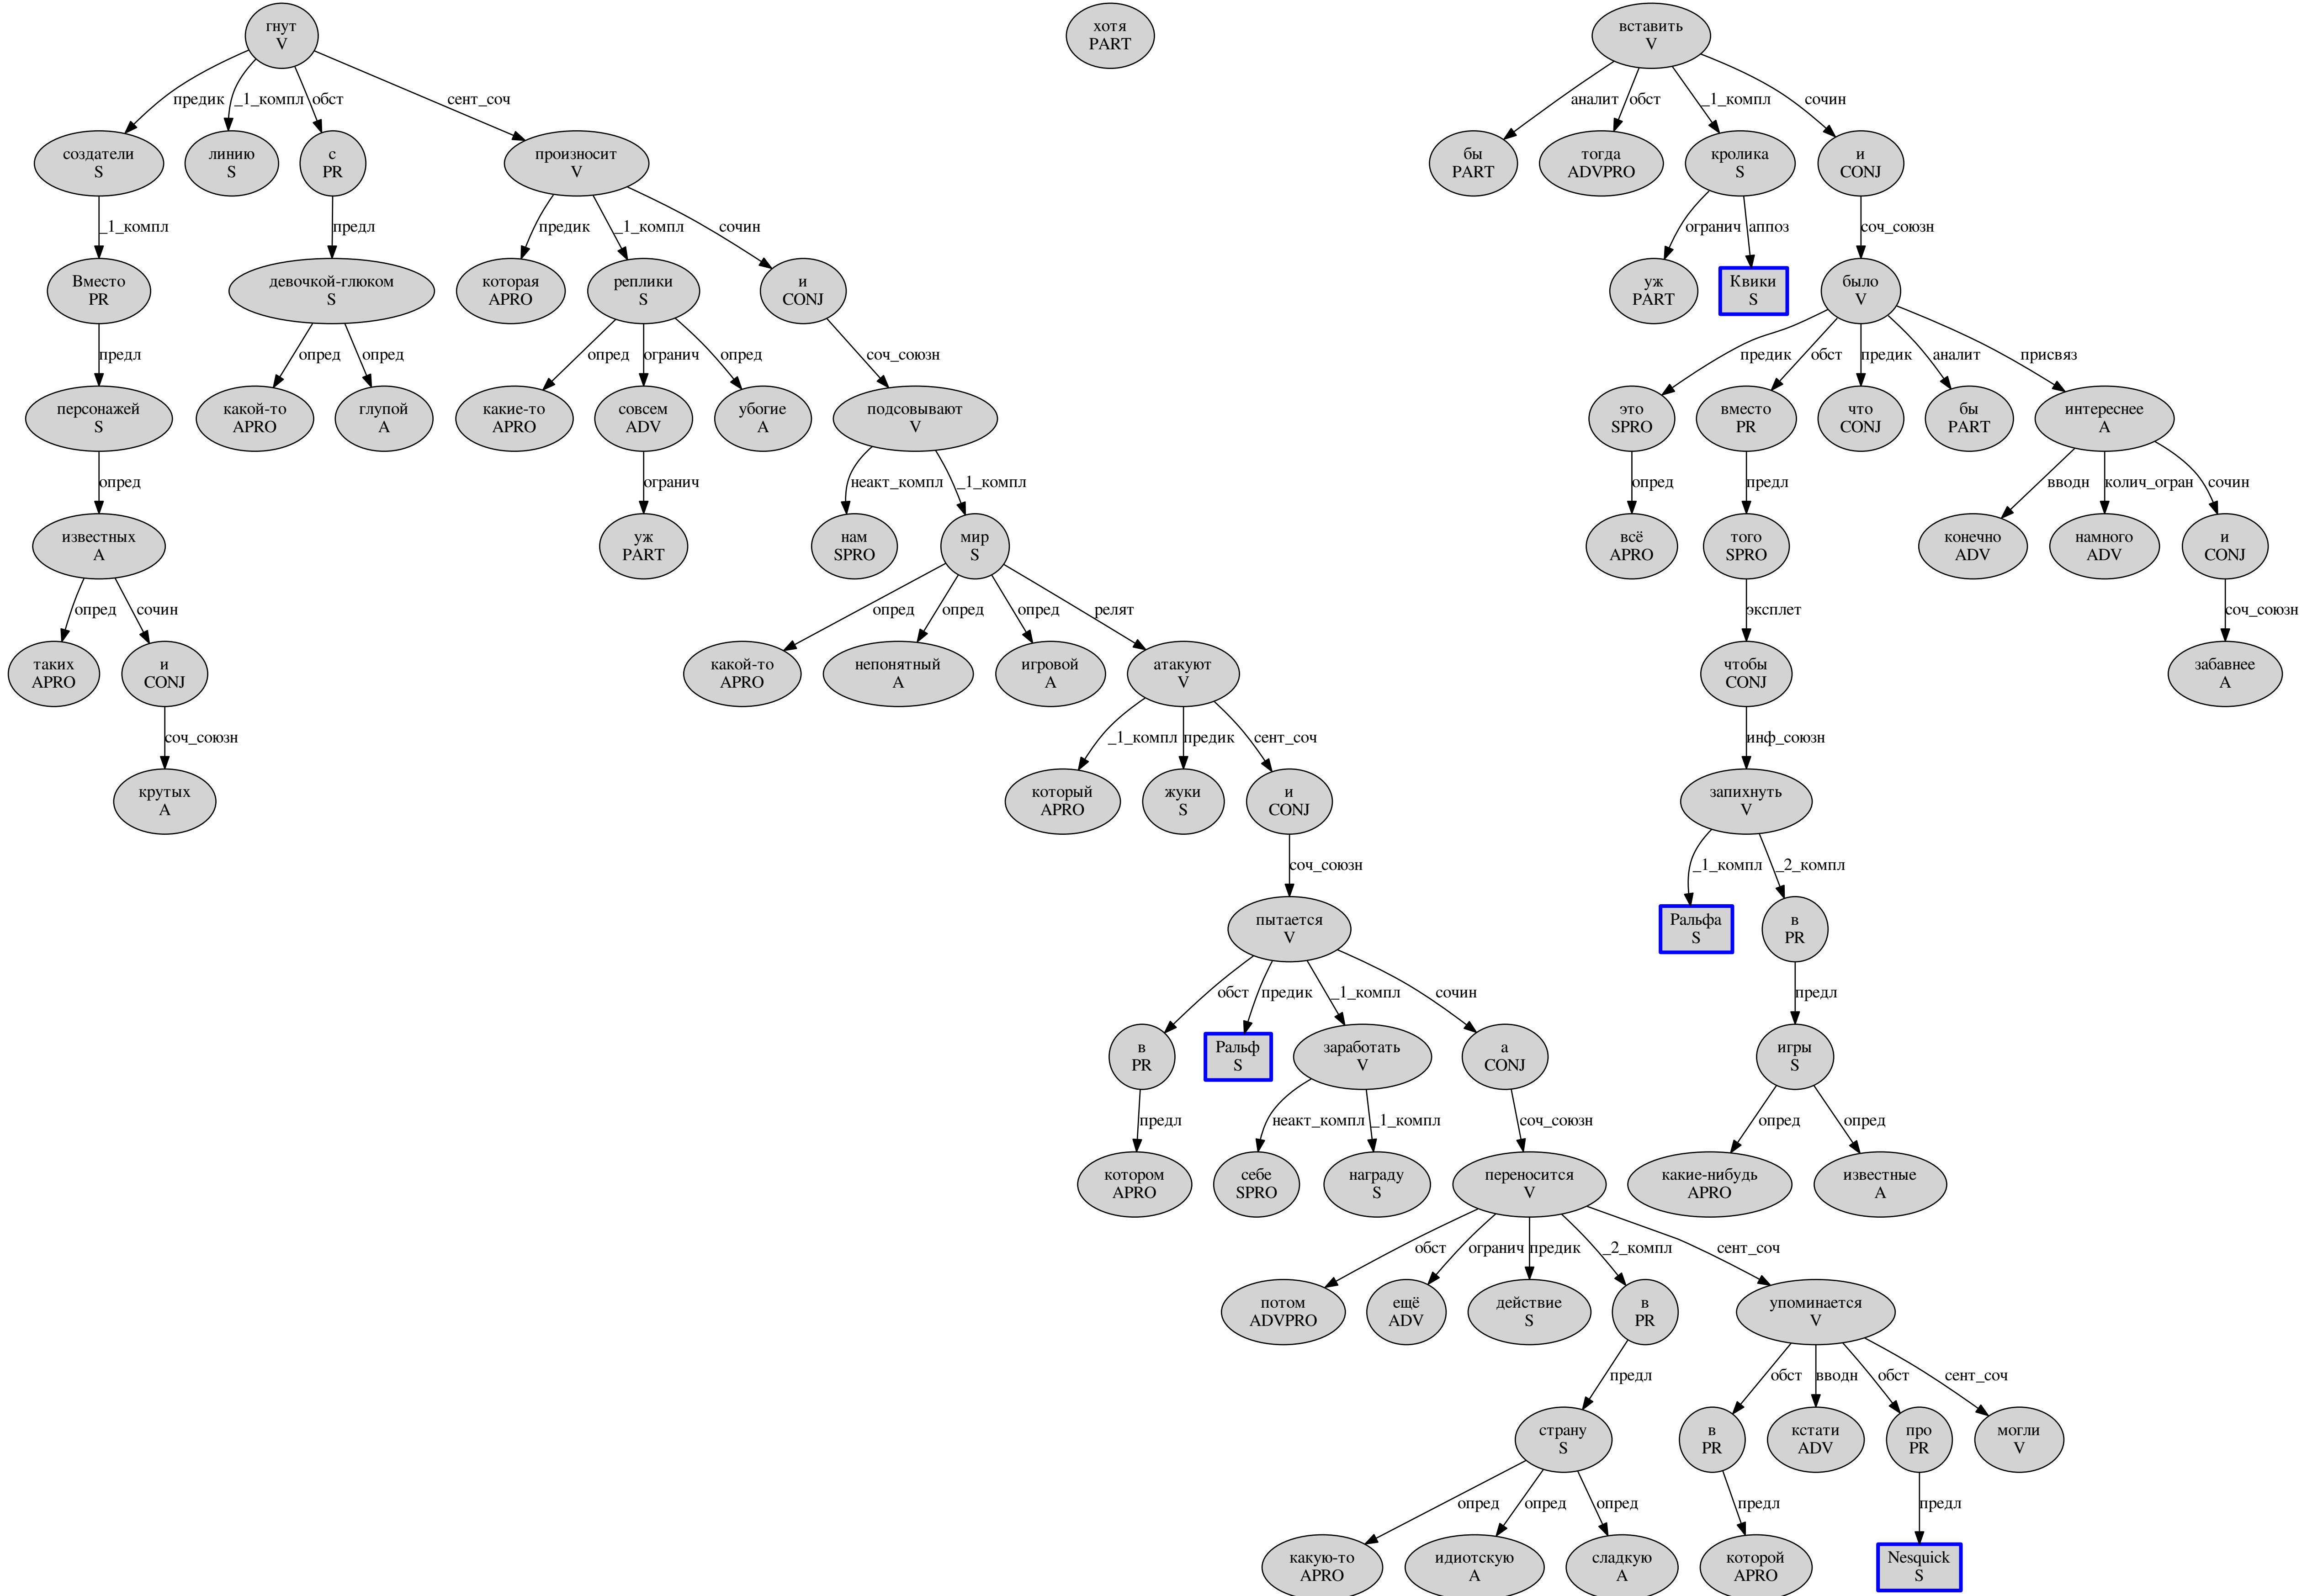 гнут
V
хотя
PART
вставить
V
предик
_1_компл
обст
сент_соч
аналит
обст
_1_компл
сочин
создатели
S
линию
S
с
PR
произносит
V
бы
PART
тогда
ADVPRO
кролика
S
и
CONJ
_1_компл
предл
предик
_1_компл
сочин
огранич
аппоз
соч_союзн
Вместо
PR
девочкой-глюком
S
которая
APRO
реплики
S
и
CONJ
уж
PART
Квики
S
было
V
предл
опред
опред
опред
огранич
опред
соч_союзн
предик
обст
предик
аналит
присвяз
персонажей
S
какой-то
APRO
глупой
A
какие-то
APRO
совсем
ADV
убогие
A
подсовывают
V
это
SPRO
вместо
PR
что
CONJ
бы
PART
интереснее
A
опред
огранич
неакт_компл
_1_компл
опред
предл
вводн
колич_огран
сочин
известных
A
уж
PART
нам
SPRO
мир
S
всё
APRO
того
SPRO
конечно
ADV
намного
ADV
и
CONJ
опред
сочин
опред
опред
опред
релят
эксплет
соч_союзн
таких
APRO
и
CONJ
какой-то
APRO
непонятный
A
игровой
A
атакуют
V
чтобы
CONJ
забавнее
A
соч_союзн
_1_компл
предик
сент_соч
инф_союзн
крутых
A
который
APRO
жуки
S
и
CONJ
запихнуть
V
соч_союзн
_1_компл
_2_компл
пытается
V
Ральфа
S
в
PR
обст
предик
_1_компл
сочин
предл
в
PR
Ральф
S
заработать
V
а
CONJ
игры
S
предл
неакт_компл
_1_компл
соч_союзн
опред
опред
котором
APRO
себе
SPRO
награду
S
переносится
V
какие-нибудь
APRO
известные
A
обст
огранич
предик
_2_компл
сент_соч
потом
ADVPRO
ещё
ADV
действие
S
в
PR
упоминается
V
предл
обст
вводн
обст
сент_соч
страну
S
в
PR
кстати
ADV
про
PR
могли
V
опред
опред
опред
предл
предл
какую-то
APRO
идиотскую
A
сладкую
A
которой
APRO
Nesquick
S